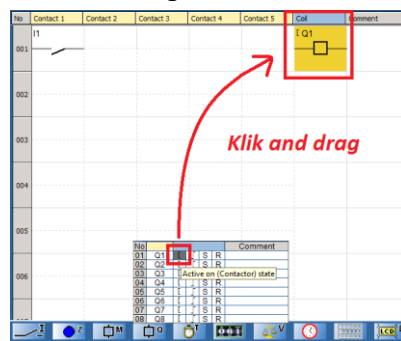 No Contact 1 Contact 2 Contact 3 Contact 4 Contact 5 Coil Comment
I1 [ Q1
001
002
003
Klik and drag
004
005
No Comment
01 Q1 [ S R
02 Q2 S R
03 Q3 [ Active on (Contactor) state
04 Q4 S R
05 Q5 S R
006
06 Q6 S R
07 Q7 S R
08 Q8 S R
I Z M Q T V LCD